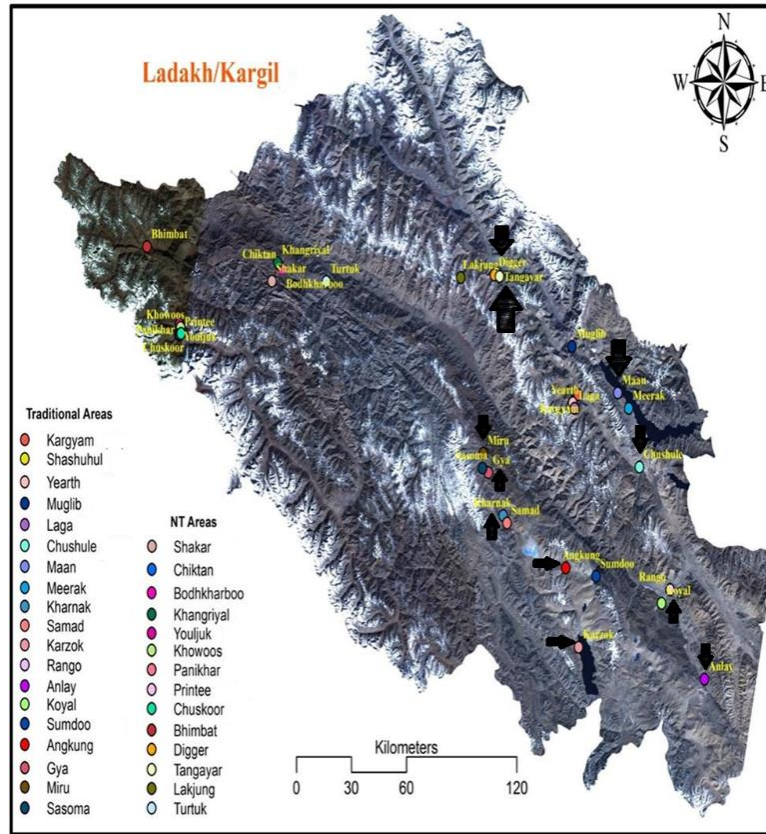 Ladakh/Kargil
N
W E
S
Bhimbat
Chiktan
Khangriyal
Shakar
Turtuk
Bodhkharboo
Lakjung
Digger
Tangayar
Khowoos
Printee
Panikhar
Youljuk
Chuskoor
Muglib
Maan
Meerak
Yearth
Laga
Kargyam
Chushule
Miru
Sasoma
Gya
Kharnak
Samad
Angkung
Sumdoo
Rango
Koyal
Karzok
Anlay
Traditional Areas
Kargyam
Shashuhul
Yearth
Muglib
Laga
Chushule
Maan
Meerak
Kharnak
Samad
Karzok
Rango
Anlay
Koyal
Sumdoo
Angkung
Gya
Miru
Sasoma
NT Areas
Shakar
Chiktan
Bodhkharboo
Khangriyal
Youljuk
Khowoos
Panikhar
Printee
Chuskoor
Bhimbat
Digger
Tangayar
Lakjung
Turtuk
Kilometers
0 30 60 120